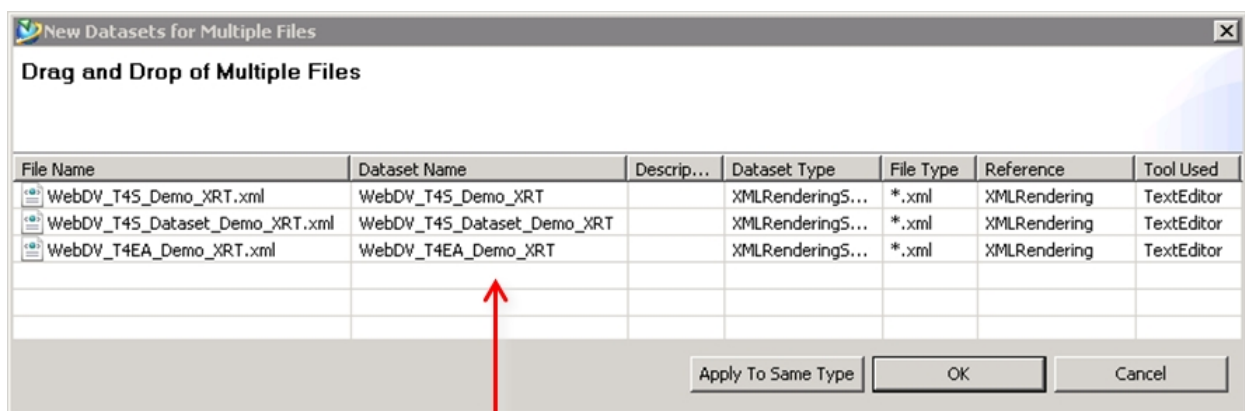 New Datasets for Multiple Files
Drag and Drop of Multiple Files
File Name Dataset Name Descrip... Dataset Type File Type Reference Tool Used
WebDV_T4S_Demo_XRT.xml WebDV_T4S_Demo_XRT XMLRenderingS... *.xml XMLRendering TextEditor
WebDV_T4S_Dataset_Demo_XRT.xml WebDV_T4S_Dataset_Demo_XRT XMLRenderingS... *.xml XMLRendering TextEditor
WebDV_T4EA_Demo_XRT.xml WebDV_T4EA_Demo_XRT XMLRenderingS... *.xml XMLRendering TextEditor
Apply To Same Type OK Cancel